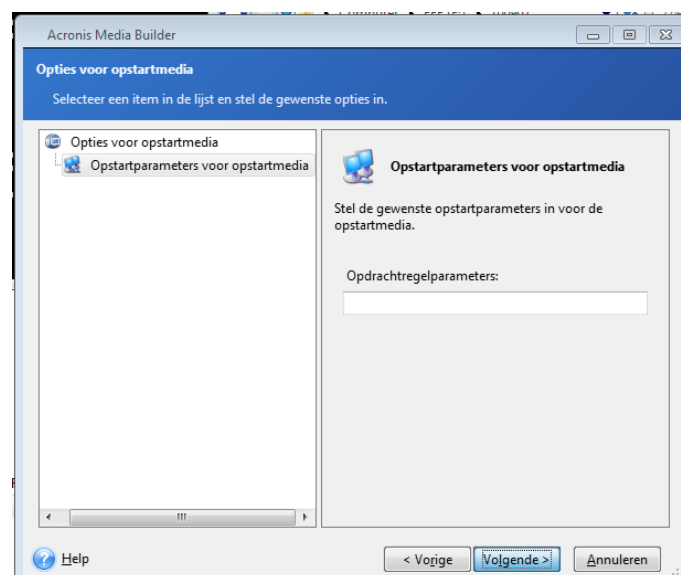 Acronis Media Builder
Opties voor opstartmedia
Selecteer een item in de lijst en stel de gewenste opties in.
Opties voor opstartmedia
Opstartparameters voor opstartmedia
Opstartparameters voor opstartmedia
Stel de gewenste opstartparameters in voor de
opstartmedia.
Opdrachtregelparameters:
Help
< Vorige
Volgende >
Annuleren